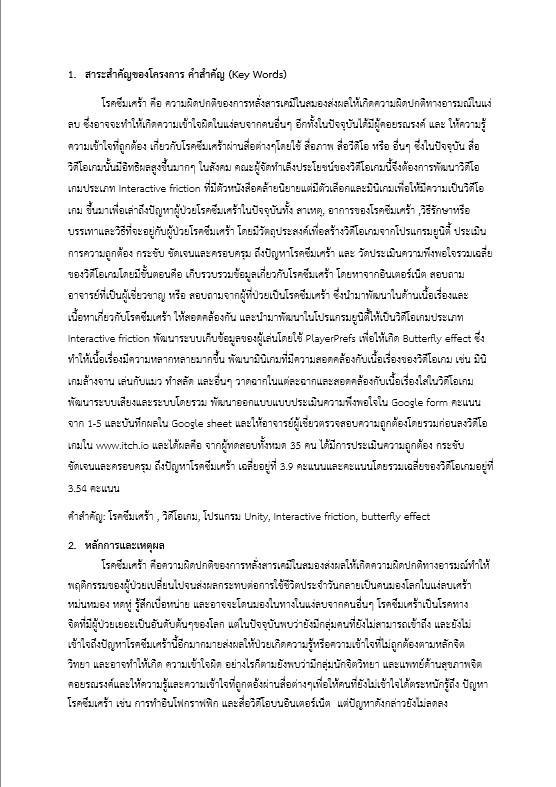 1. สาระสำคัญของโครงการ คำสำคัญ (Key Words)
โรคซึมเศร้า คือ ความผิดปกติของการหลั่งสารเคมีในสมองส่งผลให้เกิดความผิดปกติทางอารมณ์ในแง่
ลบ ซึ่งอาจจะทำให้เกิดความเข้าใจผิดในแง่ลบจากคนอื่นๆ อีกทั้งในปัจจุบันได้มีผู้คอยรณรงค์ และ ให้ความรู้
ความเข้าใจที่ถูกต้อง เกี่ยวกับโรคซึมเศร้าผ่านสื่อต่างๆโดยใช้ สื่อภาพ สื่อวีดีโอ หรือ อื่นๆ ซึ่งในปัจจุบัน สื่อ
วิดีโอเกมนั้นมีอิทธิผลสูงขึ้นมากๆ ในสังคม คณะผู้จัดทำเล็งประโยชน์ของวิดีโอเกมนี้จึงต้องการพัฒนาวิดีโอ
เกมประเภท Interactive friction ที่มีตัวหนังสือคล้ายนิยายแต่มีตัวเลือกและมินิเกมเพื่อให้มีความเป็นวิดีโอ
เกม ขึ้นมาเพื่อเล่าถึงปัญหาผู้ป่วยโรคซึมเศร้าในปัจจุบันทั้ง สาเหตุ, อาการของโรคซึมเศร้า ,วิธีรักษาหรือ
บรรเทาและวิธีที่จะอยู่กับผู้ป่วยโรคซึมเศร้า โดยมีวัตถุประสงค์เพื่อสร้างวิดีโอเกมจากโปรแกรมยูนิตี้ ประเมิน
การความถูกต้อง กระชับ ชัดเจนและครอบครุม ถึงปัญหาโรคซึมเศร้า และ วัดประเมินความพึงพอใจรวมเฉลี่ย
ของวิดีโอเกมโดยมีขั้นตอนคือ เก็บรวบรวมข้อมูลเกี่ยวกับโรคซึมเศร้า โดยหาจากอินเตอร์เน็ต สอบถาม
อาจารย์ที่เป็นผู้เชี่ยวชาญ หรือ สอบถามจากผู้ที่ป่วยเป็นโรคซึมเศร้า ซึ่งนำมาพัฒนาในด้านเนื้อเรื่องและ
เนื้อหาเกี่ยวกับโรคซึมเศร้า ให้สอดคล้องกัน และนำมาพัฒนาในโปรแกรมยูนิตี้ให้เป็นวิดีโอเกมประเภท
Interactive friction พัฒนาระบบเก็บข้อมูลของผู้เล่นโดยใช้ PlayerPrefs เพื่อให้เกิด Butterfly effect ซึ่ง
ทำให้เนื้อเรื่องมีความหลากหลายมากขึ้น พัฒนามินิเกมที่มีความสอดคล้องกับเนื้อเรื่องของวิดีโอเกม เช่น มินิ
เกมล้างจาน เล่นกับแมว ทำสลัด และอื่นๆ วาดฉากในแต่ละฉากและสอดคล้องกับเนื้อเรื่องใส่ในวิดีโอเกม
พัฒนาระบบเสียงและระบบโดยรวม พัฒนาออกแบบแบบประเมินความพึงพอใจใน Google form คะแนน
จาก 1-5 และบันทึกผลใน Google sheet และให้อาจารย์ผู้เชี่ยวตรวจสอบความถูกต้องโดยรวมก่อนลงวิดีโอ
เกมใน www.itch.io และได้ผลคือ จากผู้ทดสอบทั้งหมด 35 คน ได้มีการประเมินความถูกต้อง กระชับ
ชัดเจนและครอบครุม ถึงปัญหาโรคซึมเศร้า เฉลี่ยอยู่ที่ 3.9 คะแนนและคะแนนโดยรวมเฉลี่ยของวิดีโอเกมอยู่ที่
3.54 คะแนน
คำสำคัญ: โรคซึมเศร้า , วิดีโอเกม, โปรแกรม Unity, Interactive friction, butterfly effect
2. หลักการและเหตุผล
โรคซึมเศร้า คือความผิดปกติของการหลั่งสารเคมีในสมองส่งผลให้เกิดความผิดปกติทางอารมณ์ทำให้
พฤติกรรมของผู้ป่วยเปลี่ยนไปจนส่งผลกระทบต่อการใช้ชีวิตประจำวันกลายเป็นคนมองโลกในแง่ลบเศร้า
หม่นหมอง หดหู่ รู้สึกเบื่อหน่าย และอาจจะโดนมองในทางในแง่ลบจากคนอื่นๆ โรคซึมเศร้าเป็นโรคทาง
จิตที่มีผู้ป่วยเยอะเป็นอันดับต้นๆของโลก แต่ในปัจจุบันพบว่ายังมีกลุ่มคนที่ยังไม่สามารถเข้าถึง และยังไม่
เข้าใจถึงปัญหาโรคซึมเศร้านี้อีกมากมายส่งผลให้ป่วยเกิดความรู้หรือความเข้าใจที่ไม่ถูกต้องตามหลักจิต
วิทยา และอาจทำให้เกิด ความเข้าใจผิด อย่างไรก็ตามยังพบว่ามีกลุ่มนักจิตวิทยา และแพทย์ด้านสุขภาพจิต
คอยรณรงค์และให้ความรู้และความเข้าใจที่ถูกตอ้งผ่านสื่อต่างๆเพื่อให้คนที่ยังไม่เข้าใจได้ตระหนักรู้ถึง ปัญหา
โรคซึมเศร้า เช่น การทำอินโฟกราฟฟิก และสื่อวิดีโอบนอินเตอร์เน็ต แต่ปัญหาดังกล่าวยังไม่ลดลง